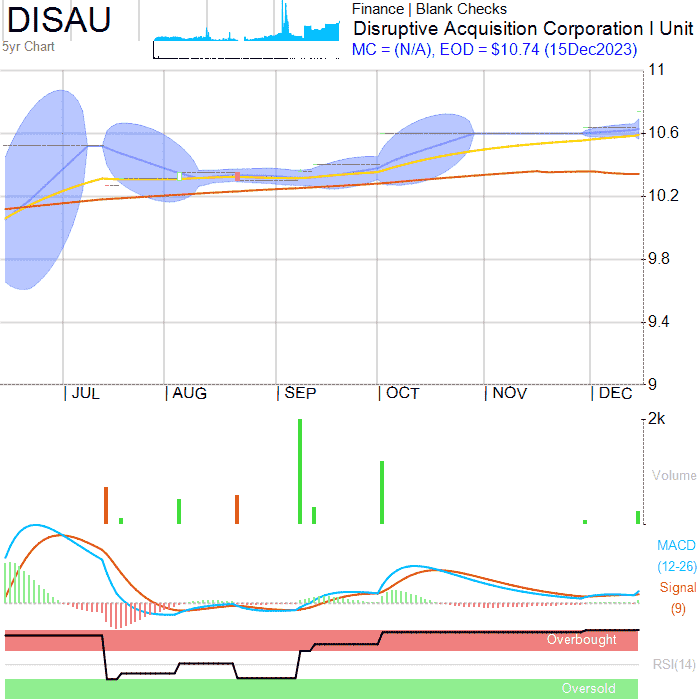 DISAU
5yr Chart
Finance | Blank Checks
Disruptive Acquisition Corporation I Unit
MC = (N/A), EOD = $10.74 (15Dec2023)
11
10.6
10.2
9.8
9.4
9
| JUL | AUG | SEP | OCT | NOV | DEC
2k
Volume
MACD
(12-26)
Signal
(9)
Overbought
RSI(14)
Oversold